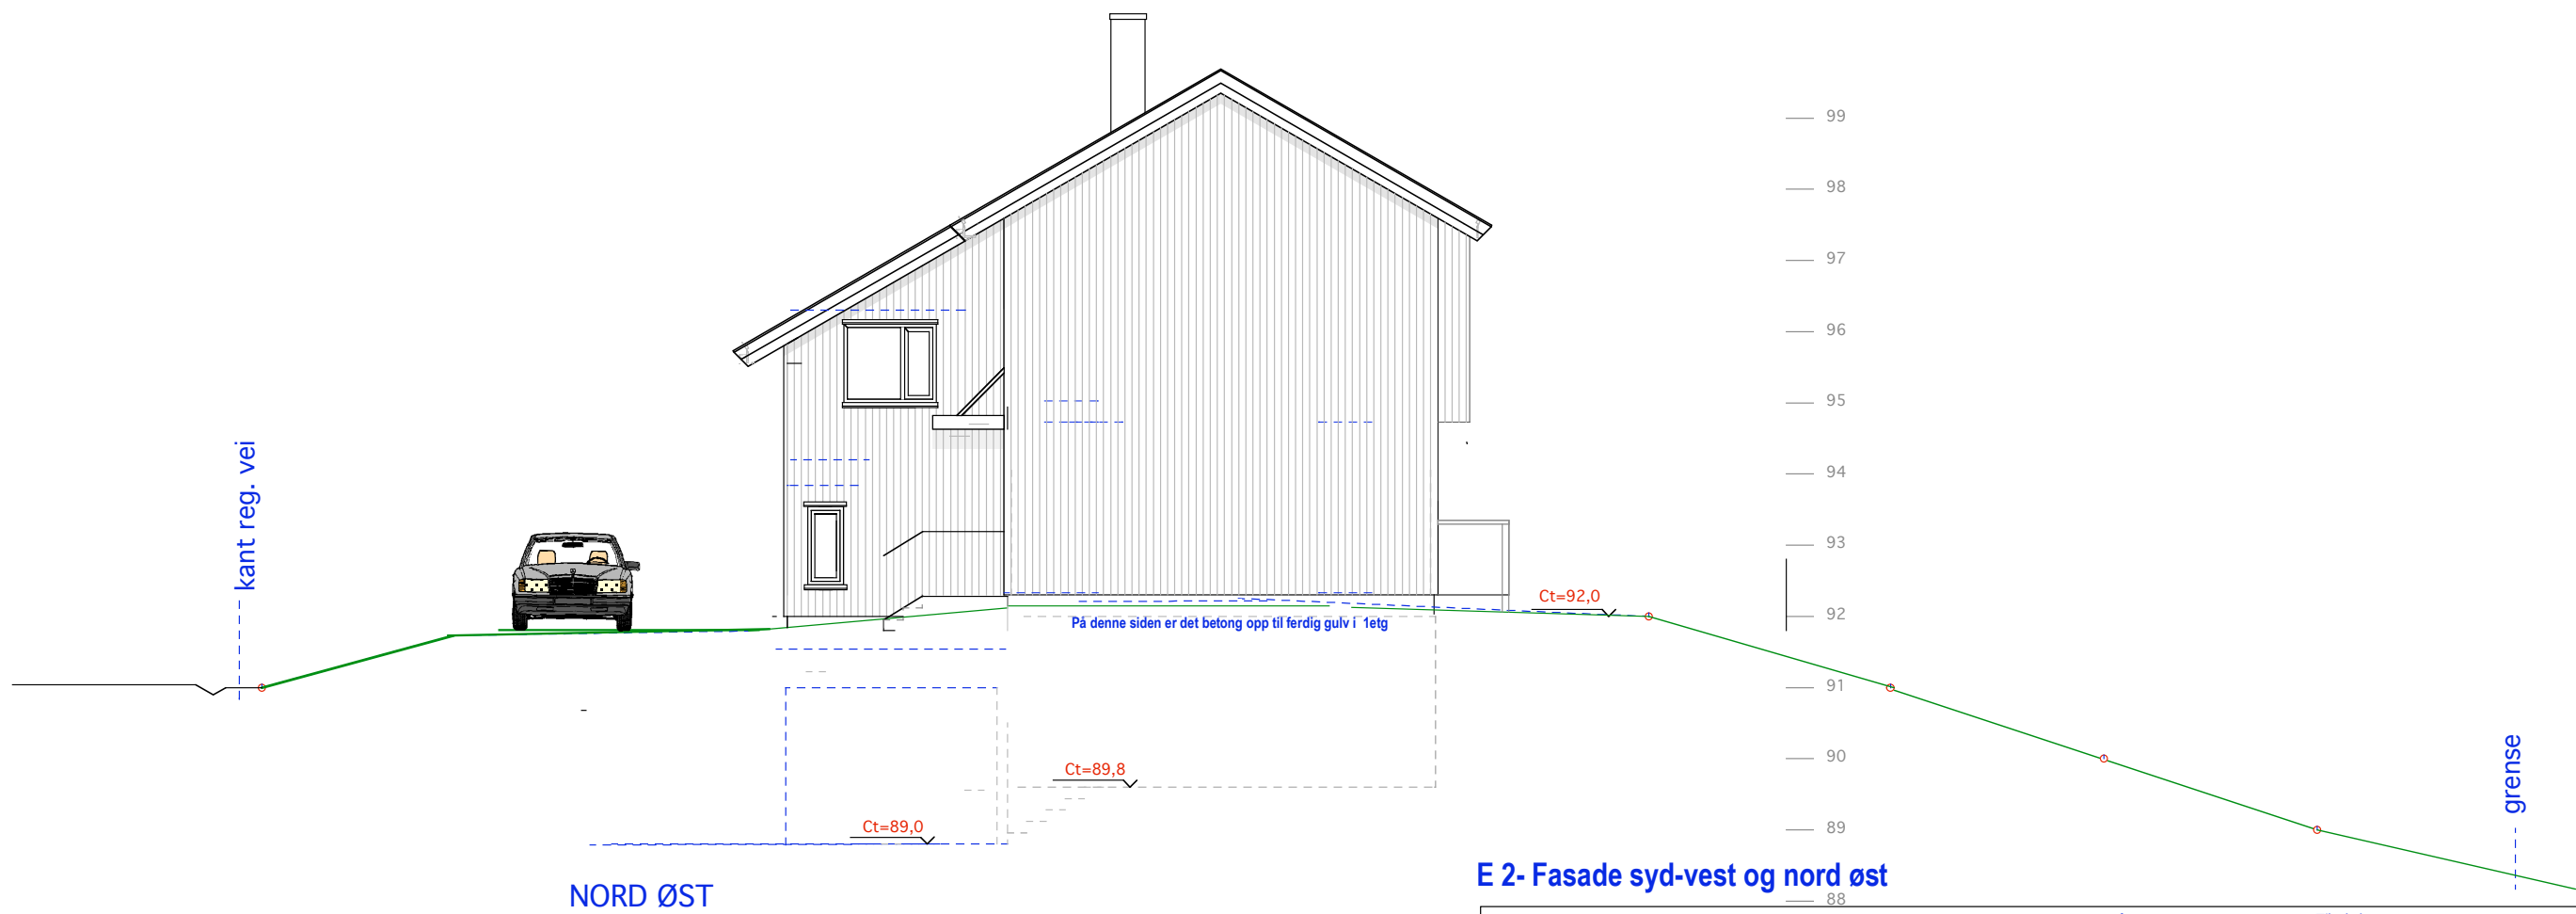 99
98
97
96
95
94
93
92
91
90
89
88
kant reg. vei
Ct=92,0
På denne siden er det betong opp til ferdig gulv i 1etg
Ct=89,8
Ct=89,0
grense
NORD ØST
E 2- Fasade syd-vest og nord øst